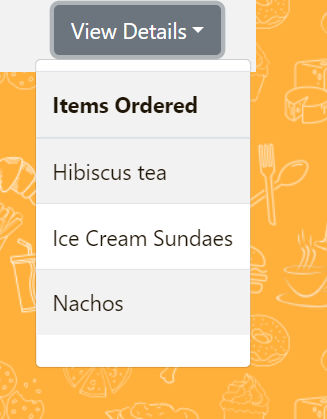 View Details
Items Ordered
Hibiscus tea
Ice Cream Sundaes
Nachos